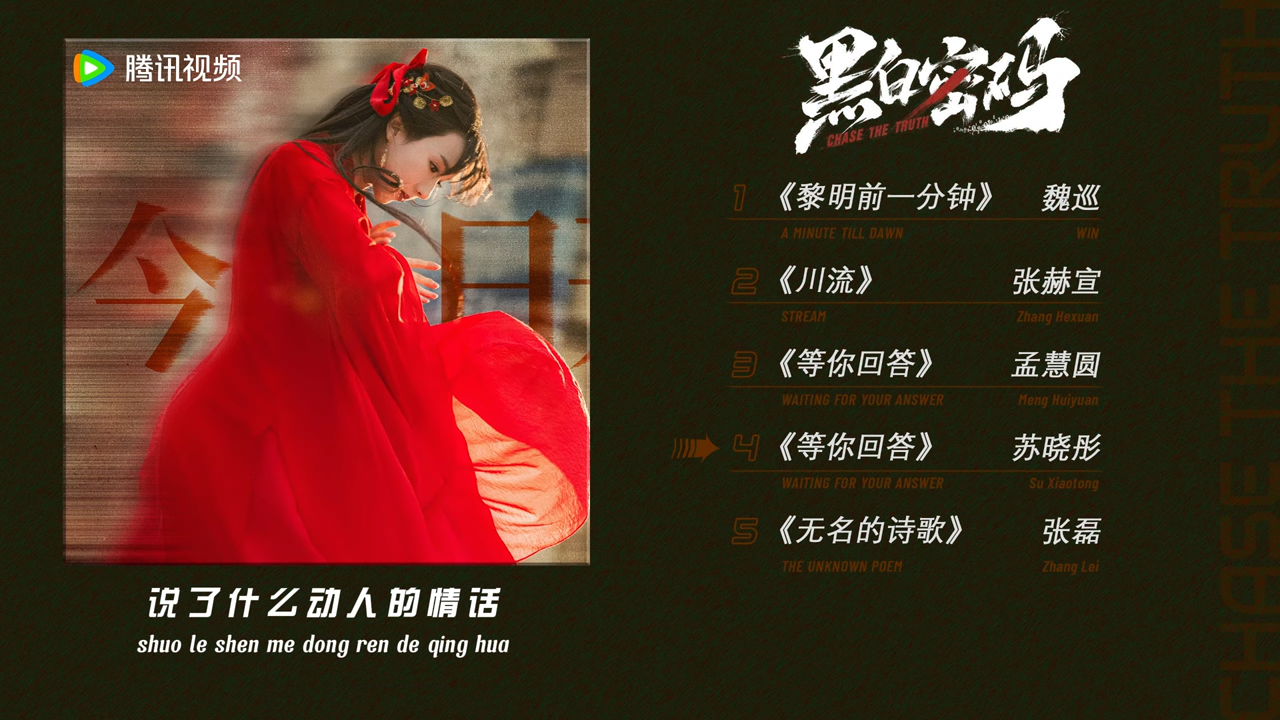 腾讯视频
今日
说了什么动人的情话
shuo le shen me dong ren de qing hua
黑白密码
CHASE THE TRUTH
1 《黎明前一分钟》 魏巡
A MINUTE TILL DAWN WIN
2 《川流》 张赫宣
STREAM Zhang Hexuan
3 《等你回答》 孟慧圆
WAITING FOR YOUR ANSWER Meng Huiyuan
4 《等你回答》 苏晓彤
WAITING FOR YOUR ANSWER Su Xiaotong
5 《无名的诗歌》 张磊
THE UNKNOWN POEM Zhang Lei
CHASE THE TRUTH